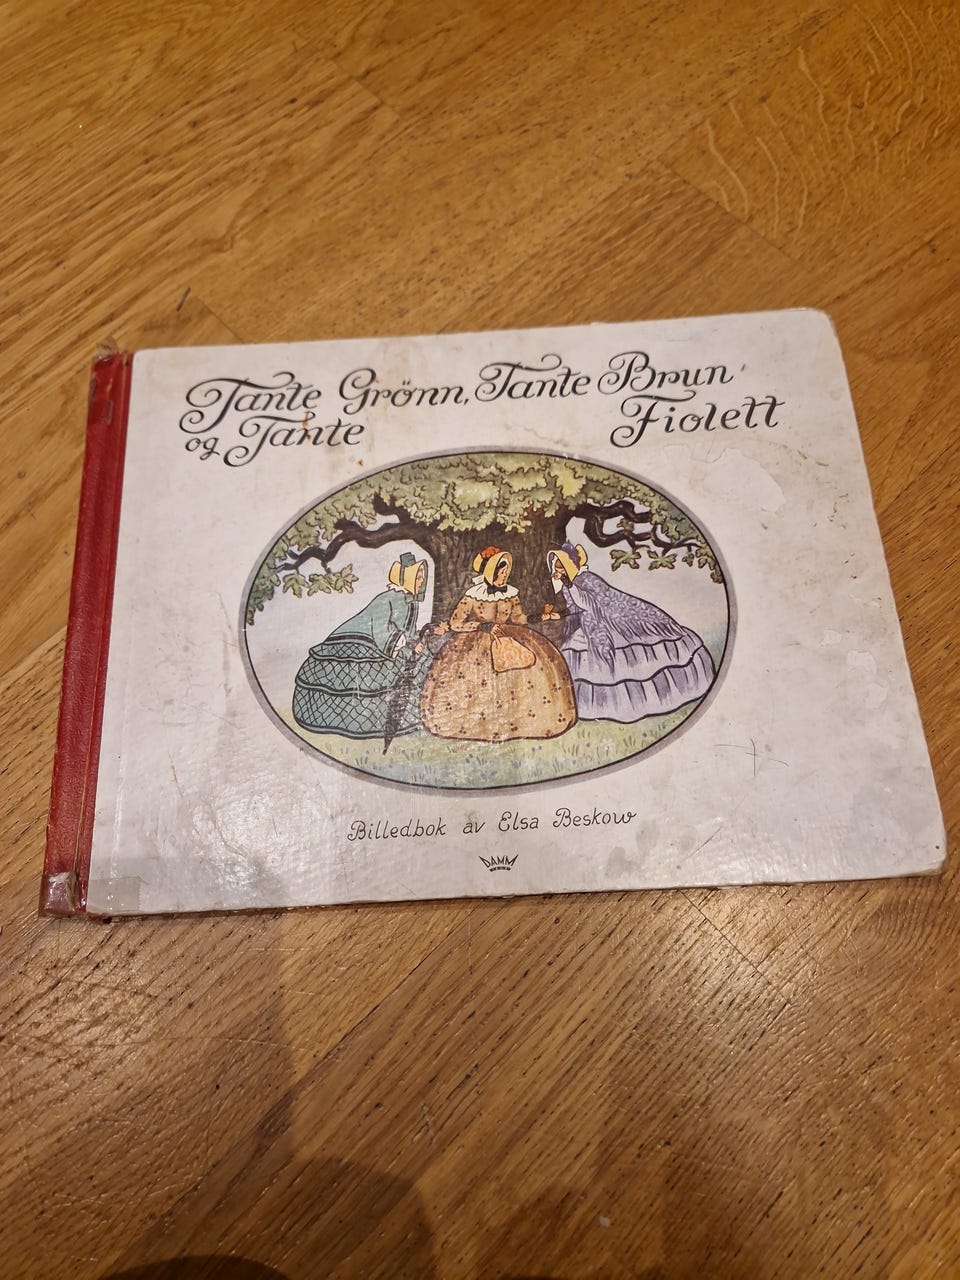 Tante Grönn, Tante Brun
og Tante Fiolett
Billedbok av Elsa Beskow
DAMM